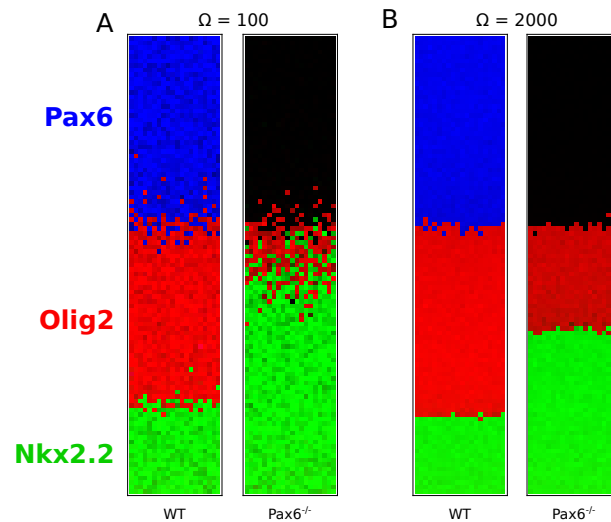 A
Ω = 100
B
Ω = 2000
Pax6
Olig2
Nkx2.2
WT
Pax6-/-
WT
Pax6-/-